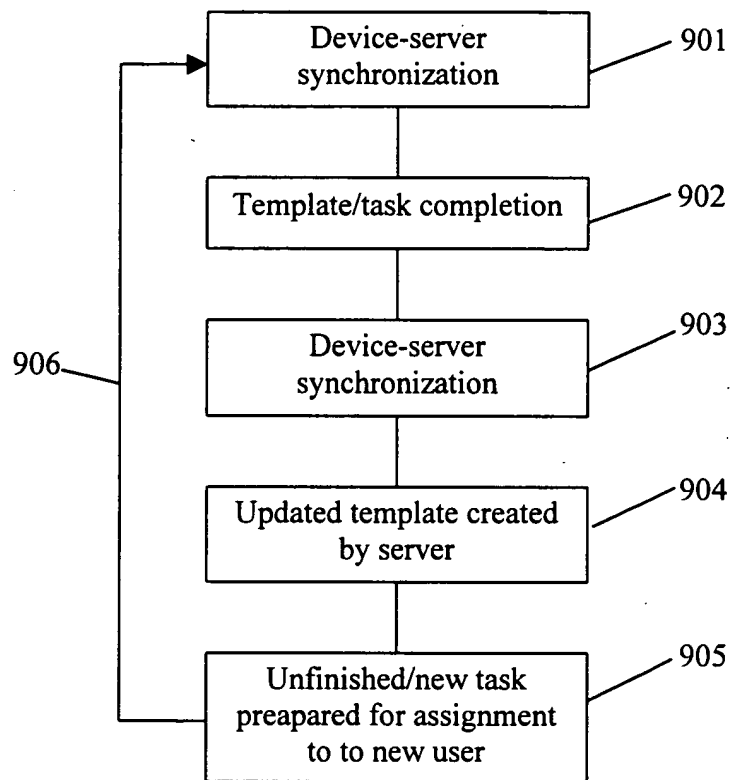 Device-server
synchronization
901
Template/task completion
902
Device-server
synchronization
903
906
Updated template created
by server
904
Unfinished/new task
preapared for assignment
to to new user
905